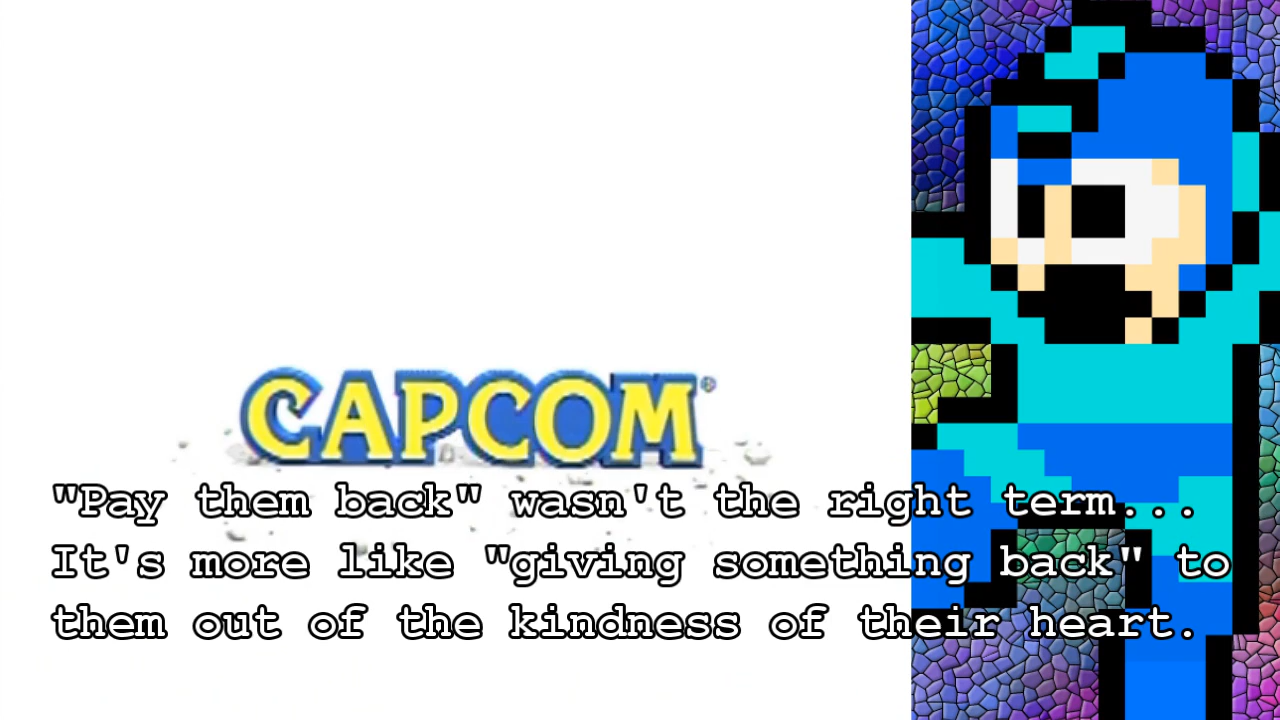 CAPCOM®
"Pay them back" wasn't the right term...
It's more like "giving something back" to
them out of the kindness of their heart.